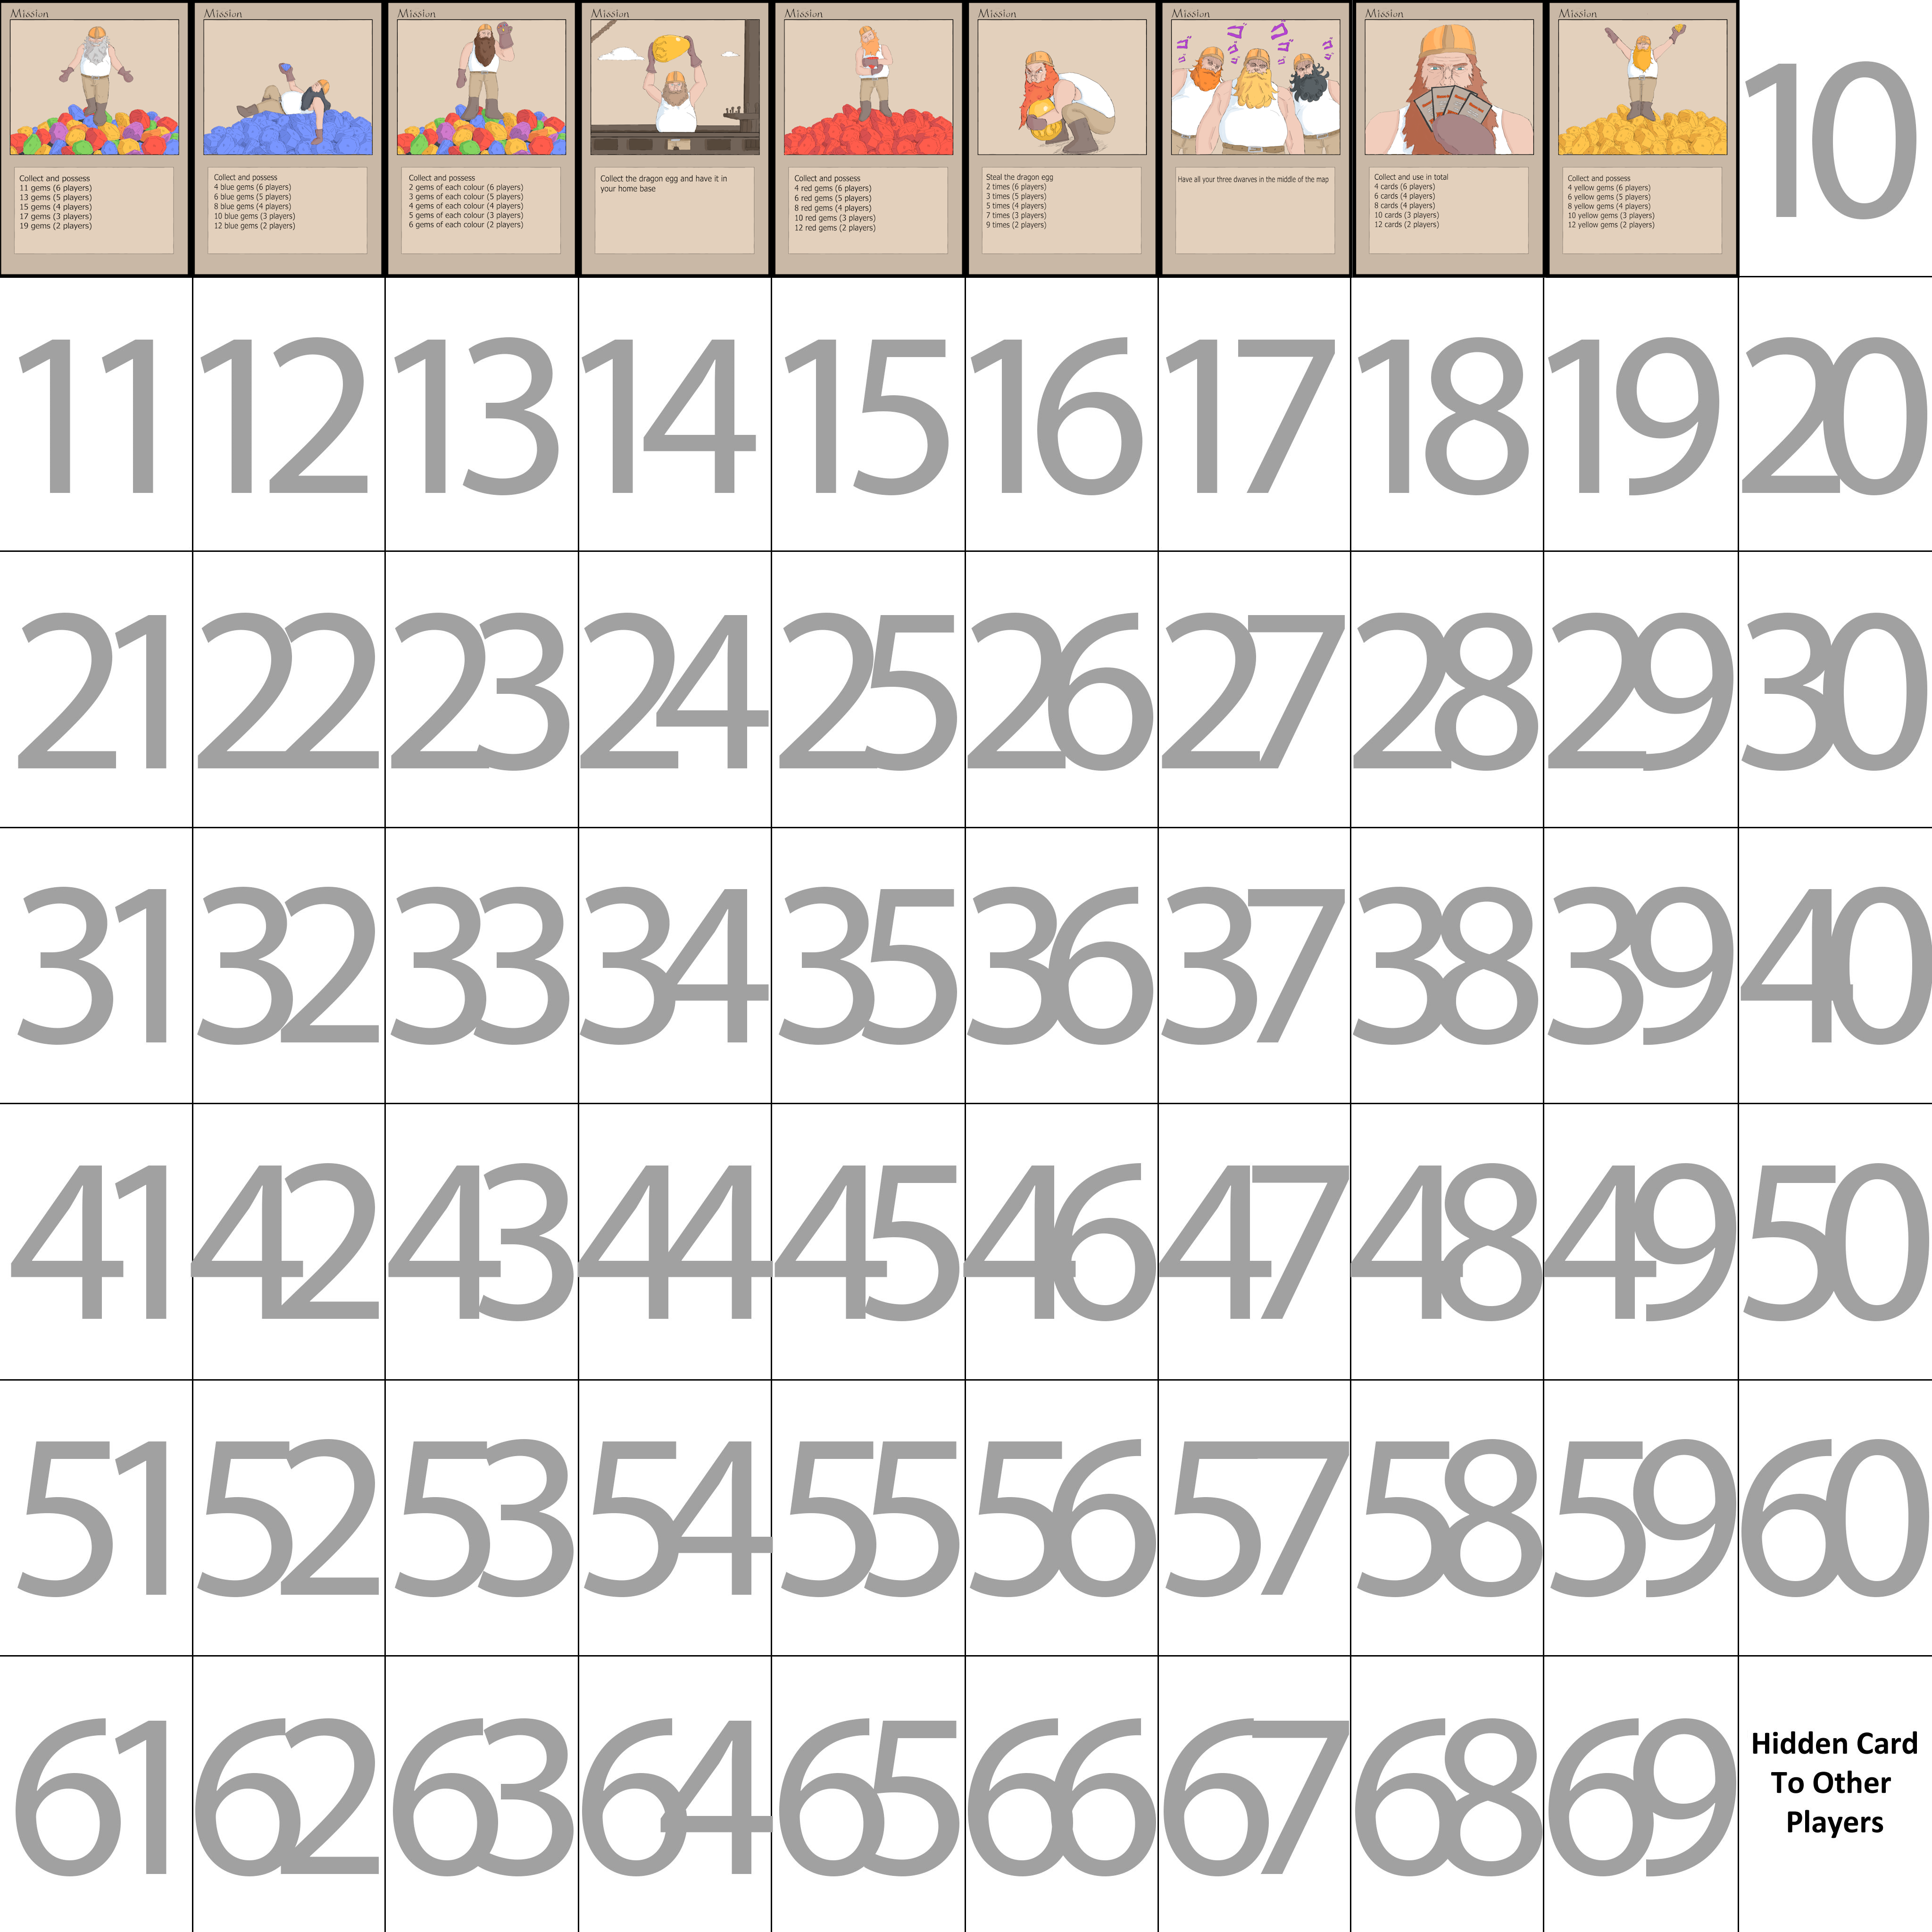 Mission
Collect and possess
11 gems (6 players)
13 gems (5 players)
15 gems (4 players)
17 gems (3 players)
19 gems (2 players)
Mission
Collect and possess
4 blue gems (6 players)
6 blue gems (5 players)
8 blue gems (4 players)
10 blue gems (3 players)
12 blue gems (2 players)
Mission
Collect and possess
2 gems of each colour (6 players)
3 gems of each colour (5 players)
4 gems of each colour (4 players)
5 gems of each colour (3 players)
6 gems of each colour (2 players)
Mission
Collect the dragon egg and have it in
your home base
Mission
Collect and possess
4 red gems (6 players)
6 red gems (5 players)
8 red gems (4 players)
10 red gems (3 players)
12 red gems (2 players)
Mission
Steal the dragon egg
2 times (6 players)
3 times (5 players)
5 times (4 players)
7 times (3 players)
9 times (2 players)
Mission
Have all your three dwarves in the middle of the map
Mission
Collect and use in total
4 cards (6 players)
6 cards (4 players)
8 cards (4 players)
10 cards (3 players)
12 cards (2 players)
Mission
Collect and possess
4 yellow gems (6 players)
6 yellow gems (5 players)
8 yellow gems (4 players)
10 yellow gems (3 players)
12 yellow gems (2 players)
10
11 12 13 14 15 16 17 18 19 20
21 22 23 24 25 26 27 28 29 30
31 32 33 34 35 36 37 38 39 40
41 42 43 44 45 46 47 48 49 50
51 52 53 54 55 56 57 58 59 60
61 62 63 64 65 66 67 68 69
Hidden Card
To Other
Players